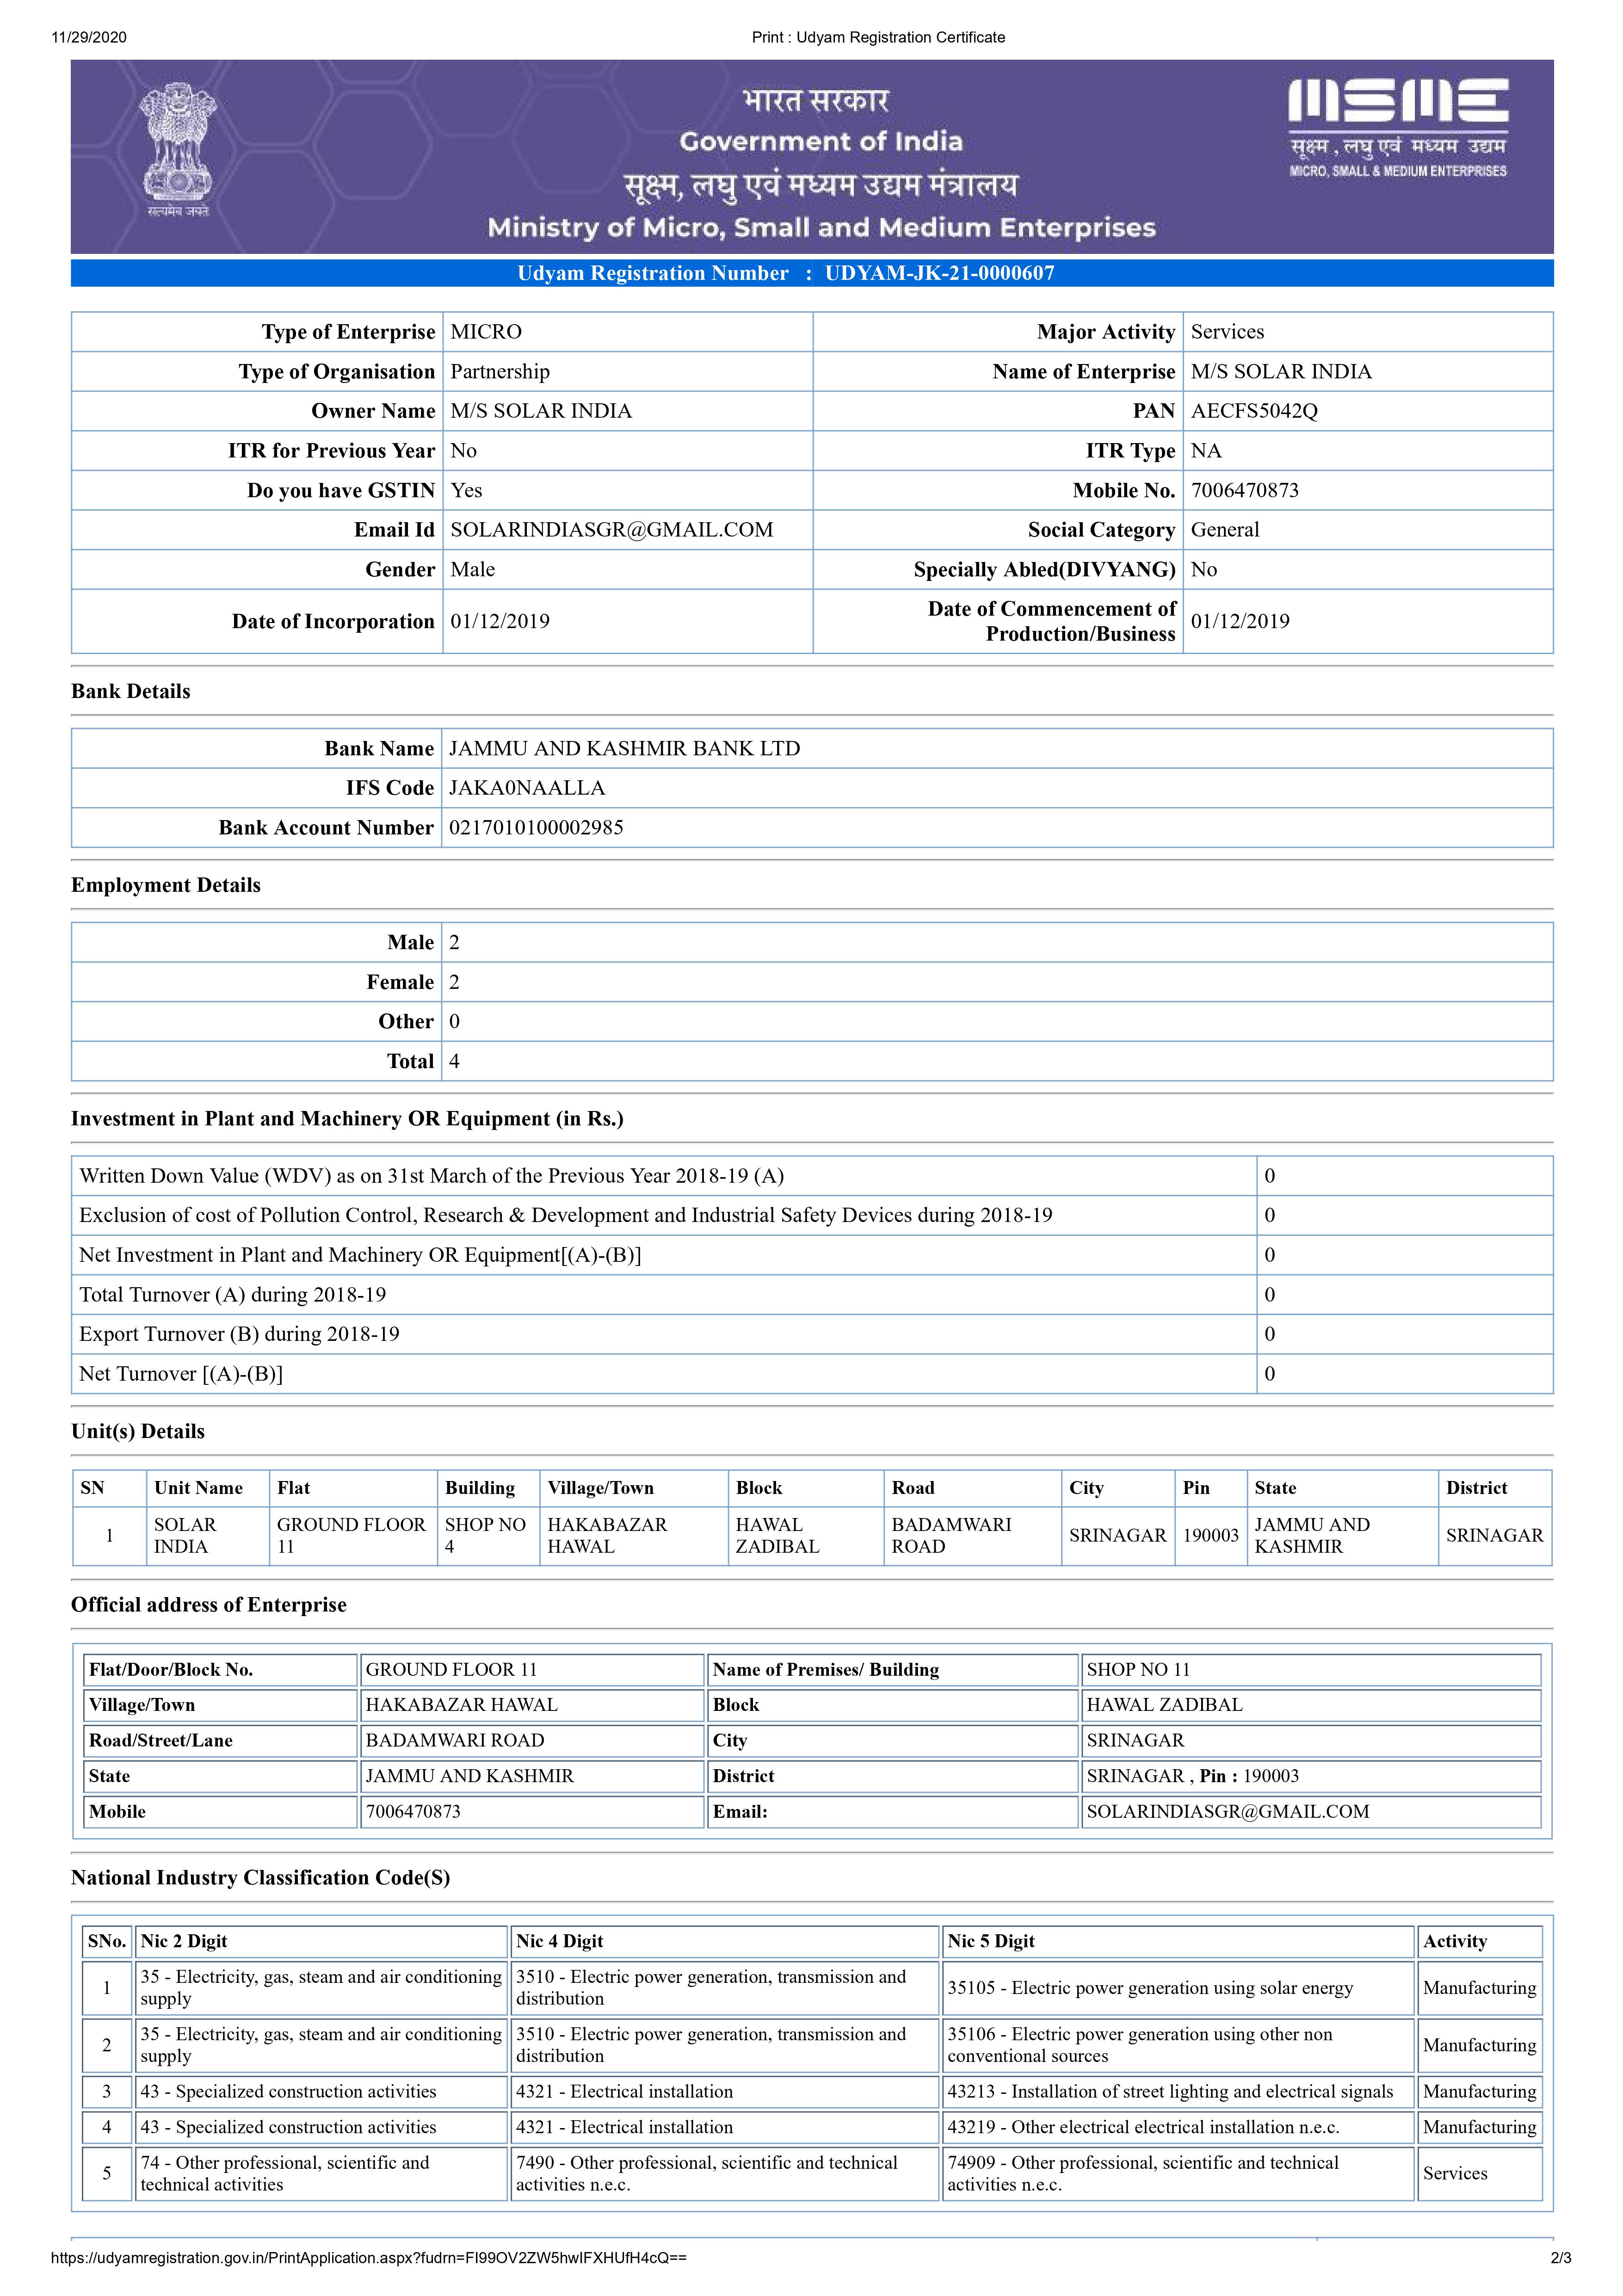 11/29/2020 Print : Udyam Registration Certificate
भारत सरकार
Government of India
सूक्ष्म, लघु एवं मध्यम उद्यम मंत्रालय
Ministry of Micro, Small and Medium Enterprises
सत्यमेव जयते
MSME
सूक्ष्म , लघु एवं मध्यम उद्यम
MICRO, SMALL & MEDIUM ENTERPRISES
Udyam Registration Number : UDYAM-JK-21-0000607
Type of Enterprise MICRO Major Activity Services
Type of Organisation Partnership Name of Enterprise M/S SOLAR INDIA
Owner Name M/S SOLAR INDIA PAN AECFS5042Q
ITR for Previous Year No ITR Type NA
Do you have GSTIN Yes Mobile No. 7006470873
Email Id SOLARINDIASGR@GMAIL.COM Social Category General
Gender Male Specially Abled(DIVYANG) No
Date of Incorporation 01/12/2019 Date of Commencement of
Production/Business 01/12/2019
Bank Details
Bank Name JAMMU AND KASHMIR BANK LTD
IFS Code JAKA0NAALLA
Bank Account Number 0217010100002985
Employment Details
Male 2
Female 2
Other 0
Total 4
Investment in Plant and Machinery OR Equipment (in Rs.)
Written Down Value (WDV) as on 31st March of the Previous Year 2018-19 (A) 0
Exclusion of cost of Pollution Control, Research & Development and Industrial Safety Devices during 2018-19 0
Net Investment in Plant and Machinery OR Equipment[(A)-(B)] 0
Total Turnover (A) during 2018-19 0
Export Turnover (B) during 2018-19 0
Net Turnover [(A)-(B)] 0
Unit(s) Details
SN Unit Name Flat Building Village/Town Block Road City Pin State District
1 SOLAR GROUND FLOOR SHOP NO HAKABAZAR HAWAL BADAMWARI SRINAGAR 190003 JAMMU AND SRINAGAR
INDIA 11 4 HAWAL ZADIBAL ROAD KASHMIR
Official address of Enterprise
Flat/Door/Block No. GROUND FLOOR 11 Name of Premises/ Building SHOP NO 11
Village/Town HAKABAZAR HAWAL Block HAWAL ZADIBAL
Road/Street/Lane BADAMWARI ROAD City SRINAGAR
State JAMMU AND KASHMIR District SRINAGAR , Pin : 190003
Mobile 7006470873 Email: SOLARINDIASGR@GMAIL.COM
National Industry Classification Code(S)
SNo. Nic 2 Digit Nic 4 Digit Nic 5 Digit Activity
1 35 - Electricity, gas, steam and air conditioning 3510 - Electric power generation, transmission and 35105 - Electric power generation using solar energy Manufacturing
supply distribution
2 35 - Electricity, gas, steam and air conditioning 3510 - Electric power generation, transmission and 35106 - Electric power generation using other non Manufacturing
supply distribution conventional sources
3 43 - Specialized construction activities 4321 - Electrical installation 43213 - Installation of street lighting and electrical signals Manufacturing
4 43 - Specialized construction activities 4321 - Electrical installation 43219 - Other electrical electrical installation n.e.c. Manufacturing
5 74 - Other professional, scientific and 7490 - Other professional, scientific and technical 74909 - Other professional, scientific and technical Services
technical activities activities n.e.c. activities n.e.c.
https://udyamregistration.gov.in/PrintApplication.aspx?fudrn=FI99OV2ZW5hwIFXHUfH4cQ== 2/3